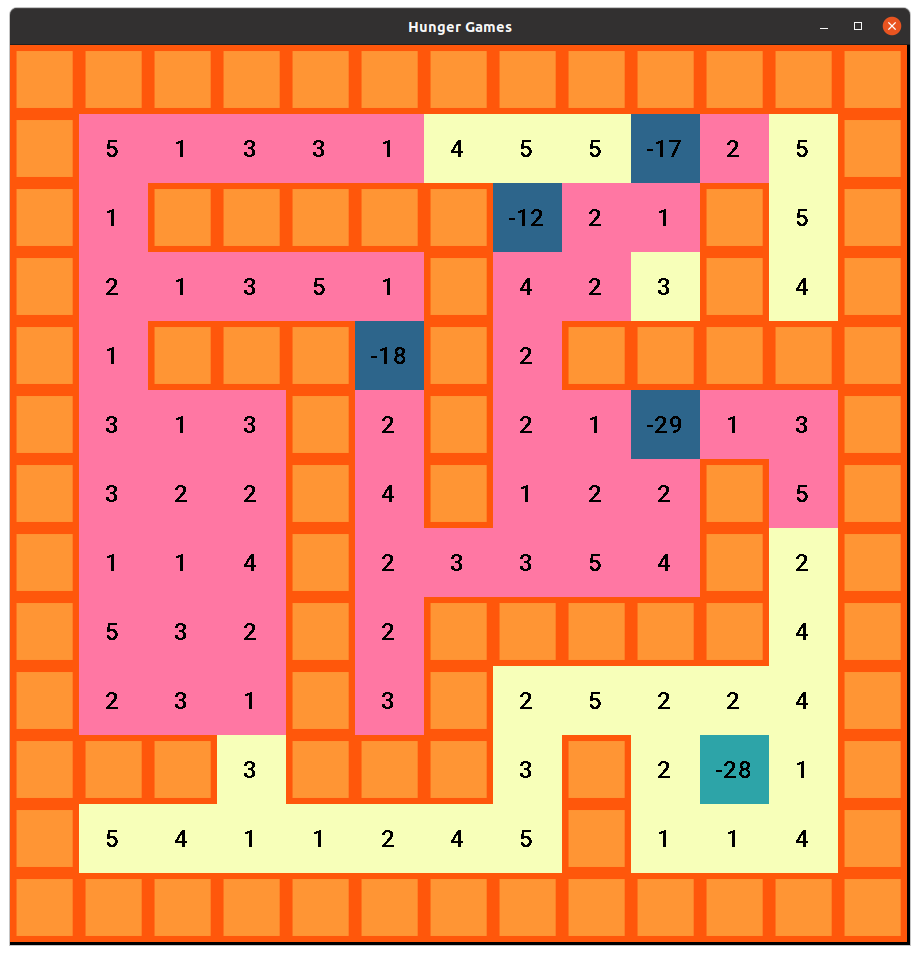 Hunger Games
5 1 3 3 1 4 5 5 -17 2 5
1 -12 2 1 5
2 1 3 5 1 4 2 3 4
1 -18 2
3 1 3 2 2 1 -29 1 3
3 2 2 4 1 2 2 5
1 1 4 2 3 3 5 4 2
5 3 2 2 4
2 3 1 3 2 5 2 2 4
3 3 2 -28 1
5 4 1 1 2 4 5 1 1 4